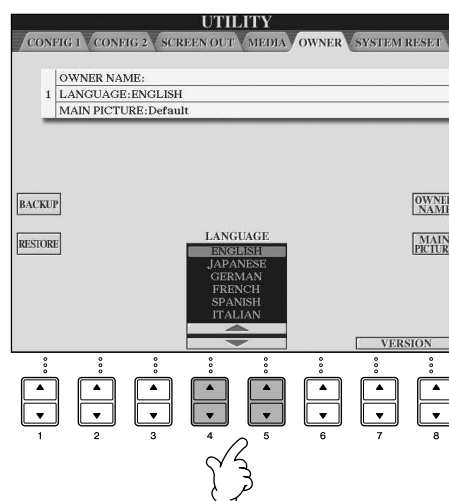 UTILITY
CONFIG 1 CONFIG 2 SCREEN OUT MEDIA OWNER SYSTEM RESET
OWNER NAME:
1 LANGUAGE:ENGLISH
MAIN PICTURE:Default
BACKUP
OWNER
NAME
RESTORE
MAIN
PICTURE
LANGUAGE
ENGLISH
JAPANESE
GERMAN
FRENCH
SPANISH
ITALIAN
VERSION
1 2 3 4 5 6 7 8